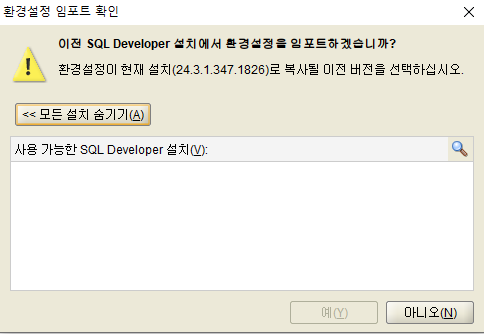 환경설정 임포트 확인
이전 SQL Developer 설치에서 환경설정을 임포트하겠습니까?
환경설정이 현재 설치(24.3.1.347.1826)로 복사될 이전 버전을 선택하십시오.
<< 모든 설치 숨기기(A)
사용 가능한 SQL Developer 설치(V):
예(Y)
아니오(N)